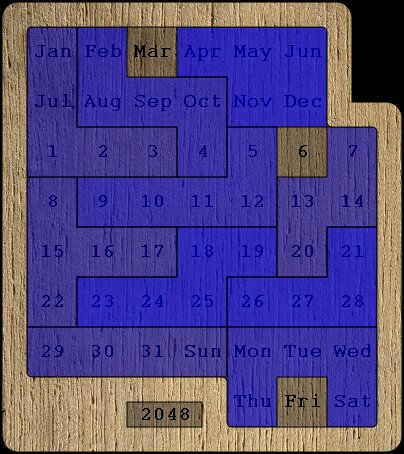 Jan Feb Mar Apr May Jun
Jul Aug Sep Oct Nov Dec
1 2 3 4 5 6 7
8 9 10 11 12 13 14
15 16 17 18 19 20 21
22 23 24 25 26 27 28
29 30 31 Sun Mon Tue Wed
Thu Fri Sat
2048